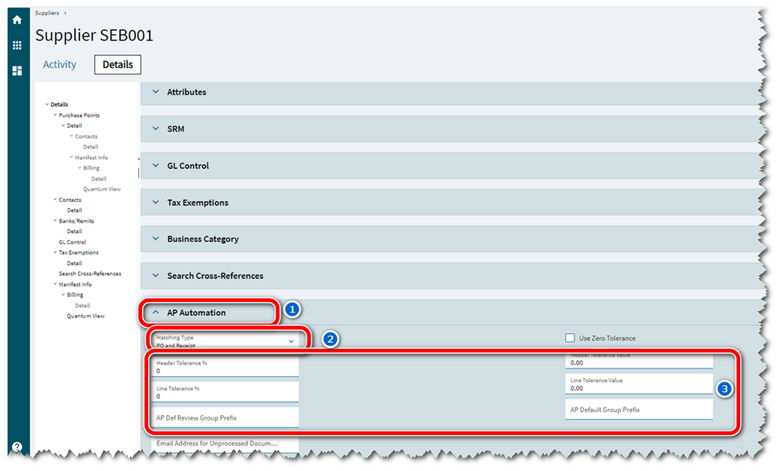 Suppliers
Supplier SEB001
Activity
Details
Details
Purchase Points
Detail
Contacts
Detail
Manifest Info
Billing
Detail
Quantum View
Contacts
Detail
Banks/Remits
Detail
GL Control
Tax Exemptions
Detail
Search Cross-References
Manifest Info
Billing
Detail
Quantum View
Attributes
SRM
GL Control
Tax Exemptions
Business Category
Search Cross-References
AP Automation
1
Matching Type
PO and Receipt
2
Use Zero Tolerance
Header Tolerance %
0
Header Tolerance Value
0.00
Line Tolerance %
0
Line Tolerance Value
0.00
3
AP Def Review Group Prefix
AP Default Group Prefix
Email Address for Unprocessed Docum...
?